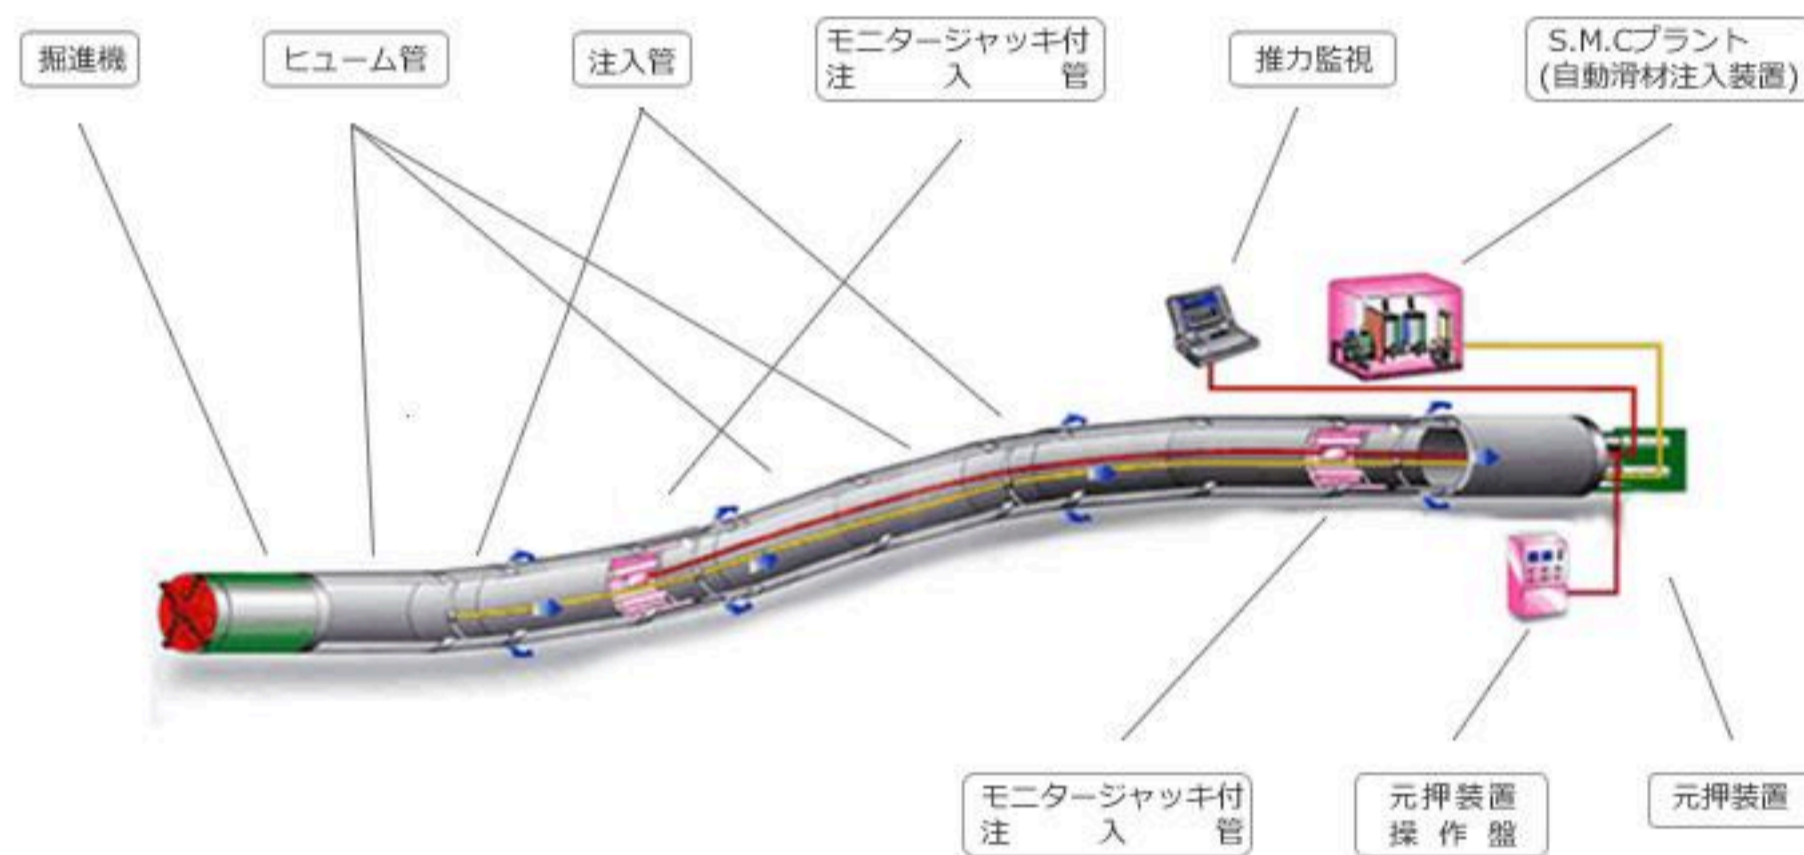 掘進機
ヒューム管
注入管
モニタージャッキ付
注入管
推力監視
S.M.Cプラント
(自動滑材注入装置)
モニタージャッキ付
注入管
元押装置
操作盤
元押装置